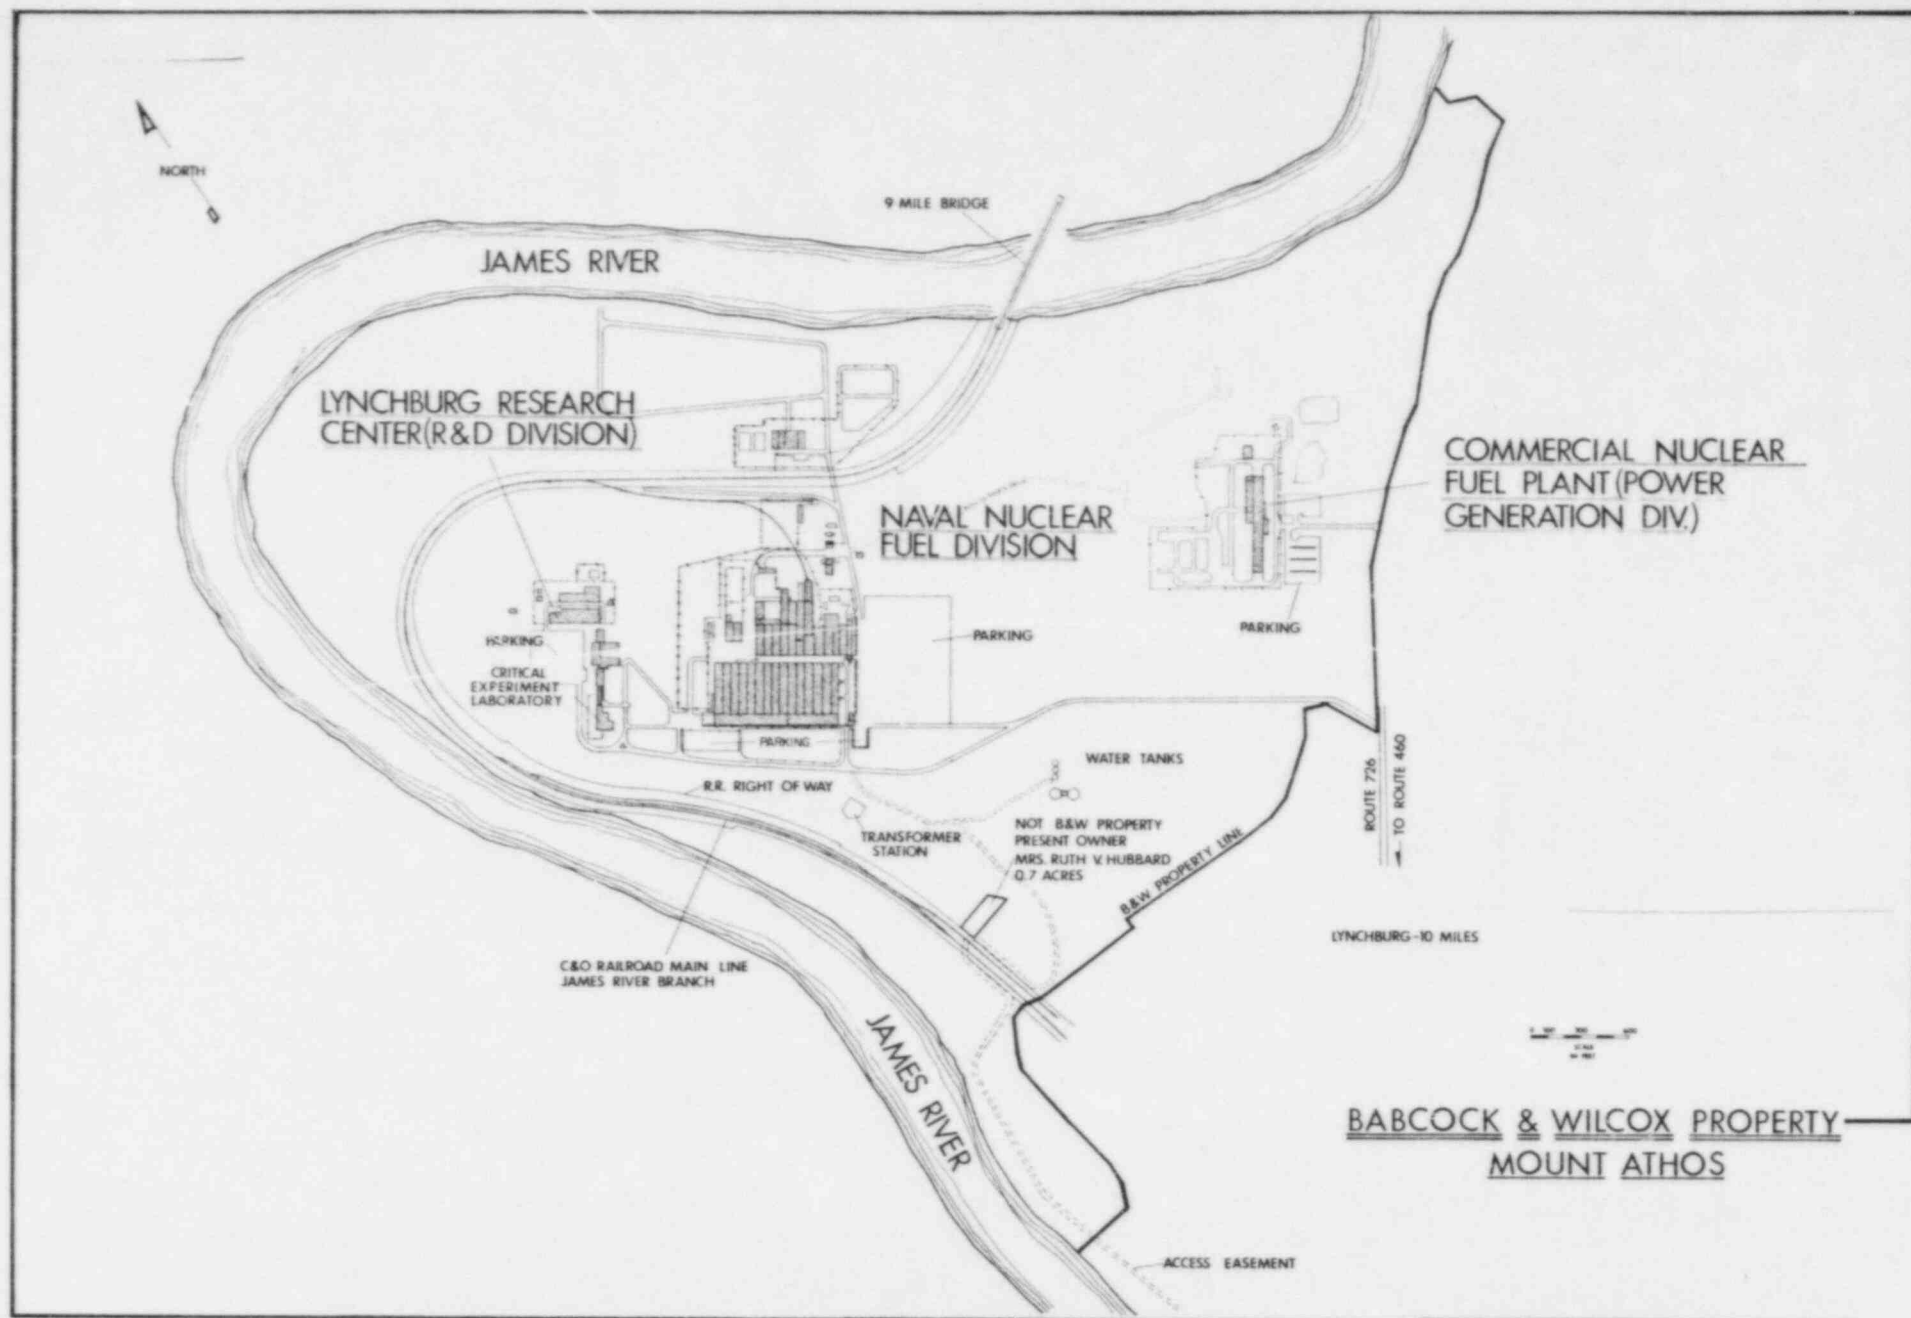 NORTH
9 MILE BRIDGE
JAMES RIVER
LYNCHBURG RESEARCH
CENTER(R&D DIVISION)
COMMERCIAL NUCLEAR
FUEL PLANT(POWER
GENERATION DIV.)
NAVAL NUCLEAR
FUEL DIVISION
PARKING
PARKING
PARKING
CRITICAL
EXPERIMENT
LABORATORY
PARKING
WATER TANKS
R.R. RIGHT OF WAY
ROUTE 726
TO ROUTE 460
TRANSFORMER
STATION
NOT B&W PROPERTY
PRESENT OWNER
MRS. RUTH V. HUBBARD
0.7 ACRES
B&W PROPERTY LINE
LYNCHBURG-10 MILES
C&O RAILROAD MAIN LINE
JAMES RIVER BRANCH
JAMES RIVER
SCALE
BABCOCK & WILCOX PROPERTY
MOUNT ATHOS
ACCESS EASEMENT